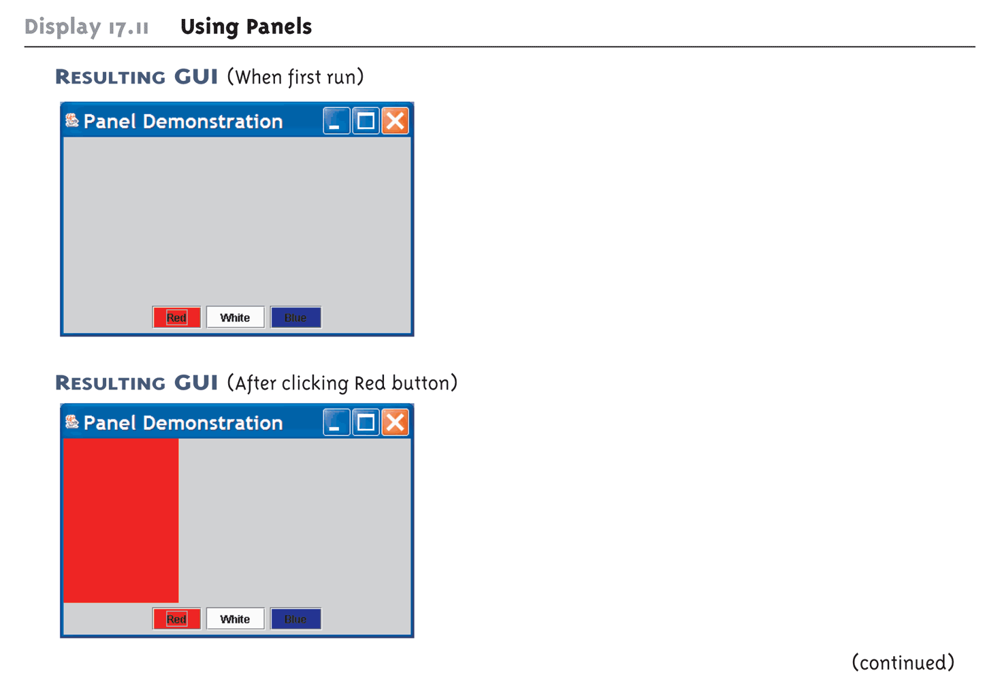 Display 17.11 Using Panels
RESULTING GUI (When first run)
Panel Demonstration
Red White Blue
RESULTING GUI (After clicking Red button)
Panel Demonstration
Red White Blue
(continued)